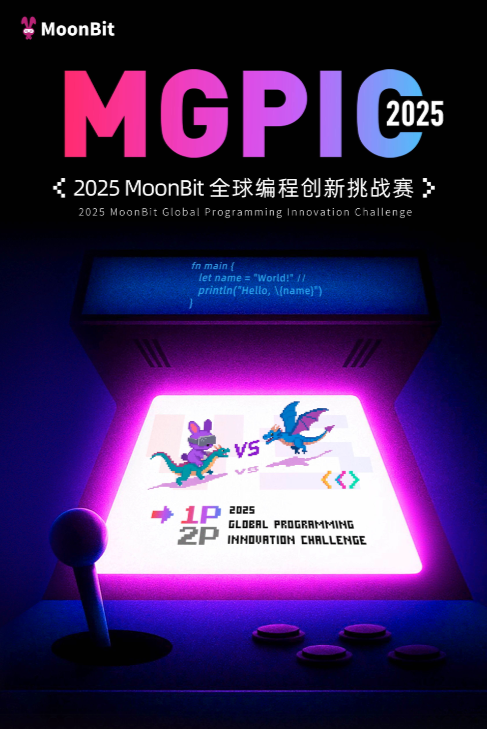 MoonBit
MGPIC
2025
2025 MoonBit 全球编程创新挑战赛
2025 MoonBit Global Programming Innovation Challenge
fn main {
let name = "World!" //
println("Hello, \{name}")
}
VS
VS
1P
2025
GLOBAL PROGRAMMING
2P
INNOVATION CHALLENGE